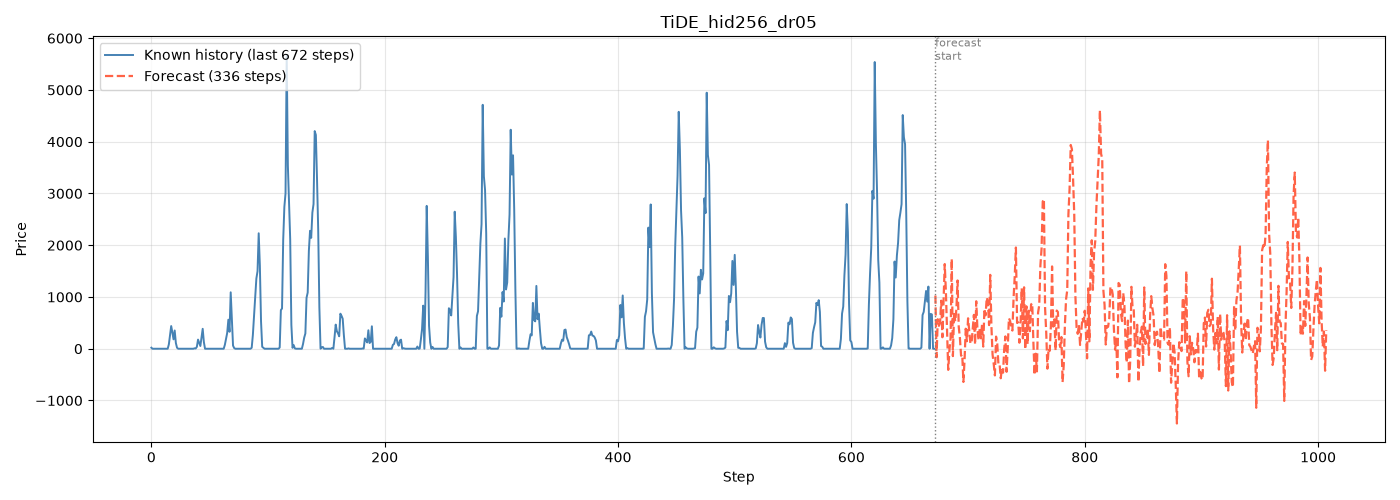 TiDE_hid256_dr05
Known history (last 672 steps)
Forecast (336 steps)
forecast
start
6000
5000
4000
3000
2000
1000
0
−1000
Price
0
200
400
600
800
1000
Step